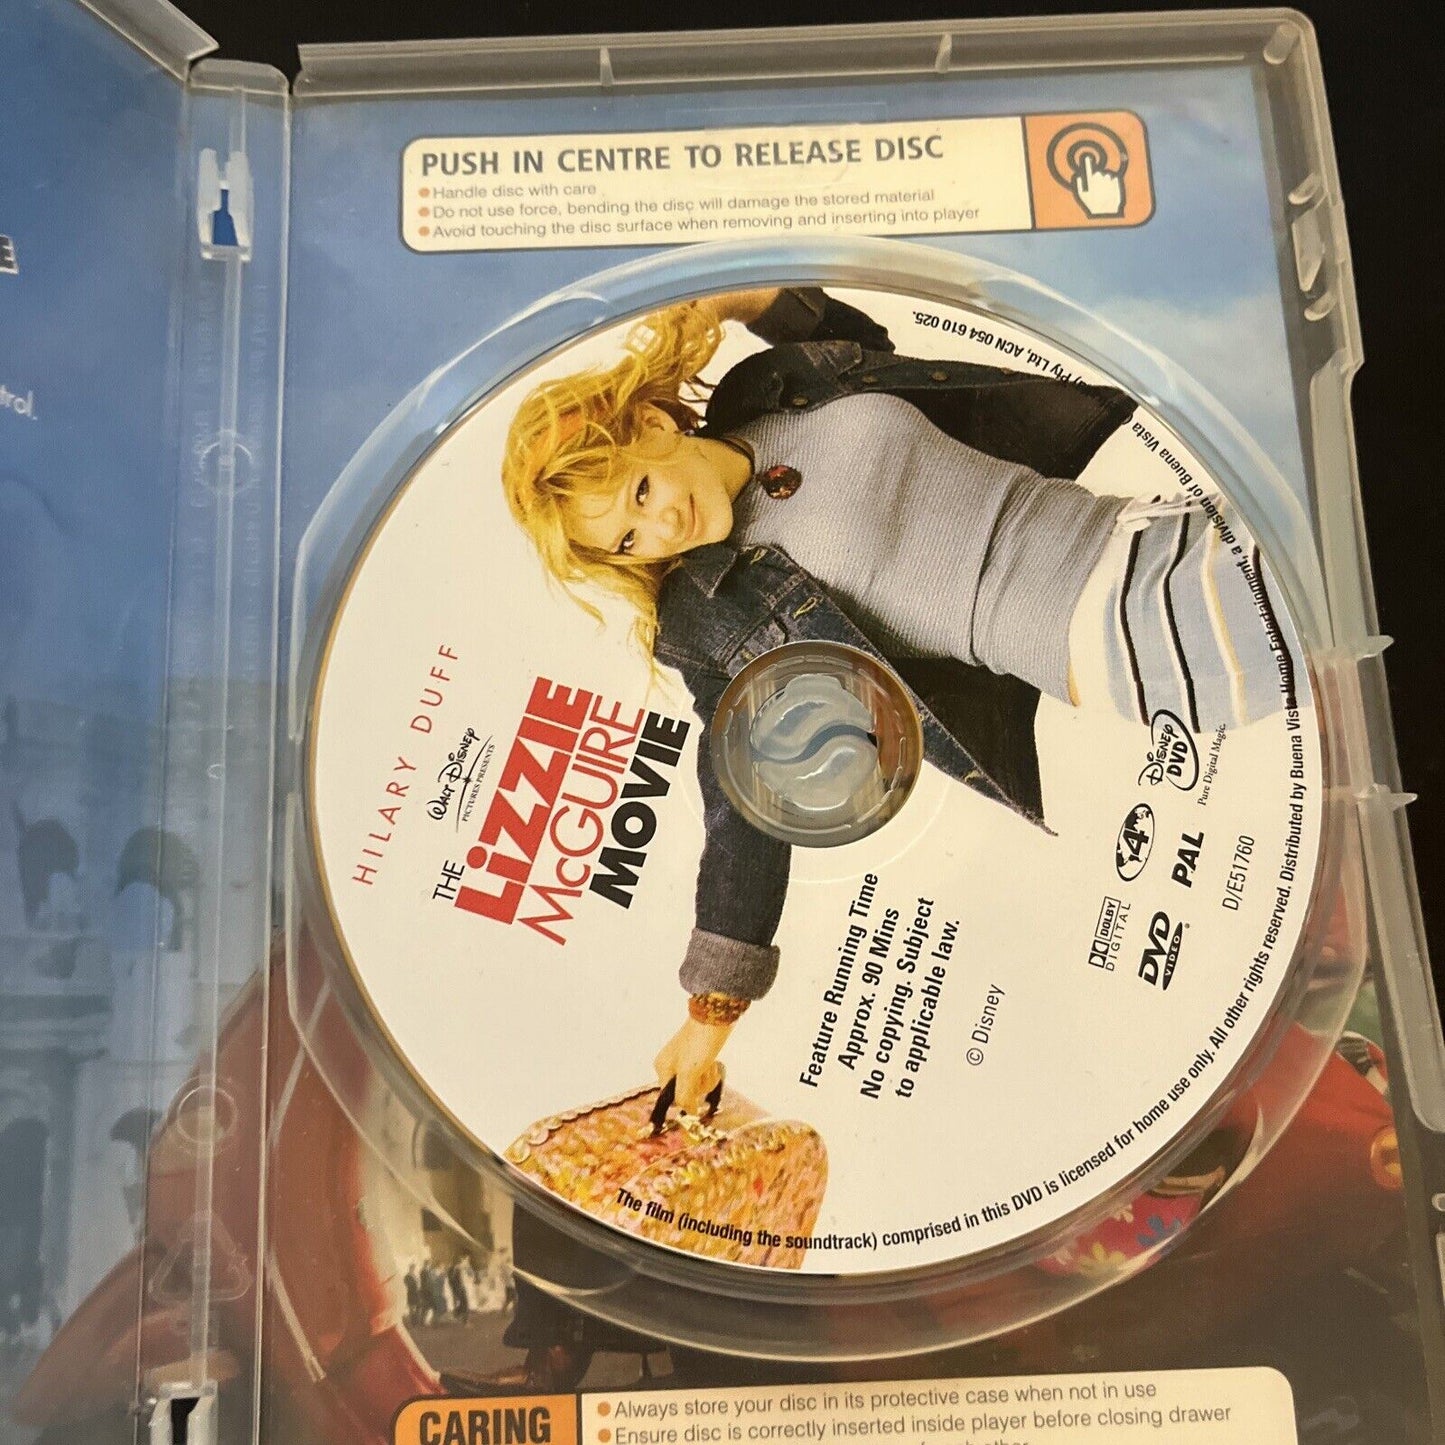 PUSH IN CENTRE TO RELEASE DISC
Handle disc with care
Do not use force, bending the disc will damage the stored material
Avoid touching the disc surface when removing and inserting into player
trol.
HILARY DUFF
WALT DISNEY
PICTURES PRESENTS
THE
LiZZIE
McGUIRE
MOVIE
Feature Running Time
Approx. 90 Mins
No copying. Subject
to applicable law.
© Disney
DISNEY
DVD
Pure Digital Magic.
4
PAL
DOLBY
DIGITAL
DVD
VIDEO
D/E51760
The film (including the soundtrack) comprised in this DVD is licensed for home use only. All other rights reserved. Distributed by Buena Vista Home Entertainment, a division of Buena Vista ( ) Pty Ltd, ACN 054 610 025.
CARING
Always store your disc in its protective case when not in use
Ensure disc is correctly inserted inside player before closing drawer